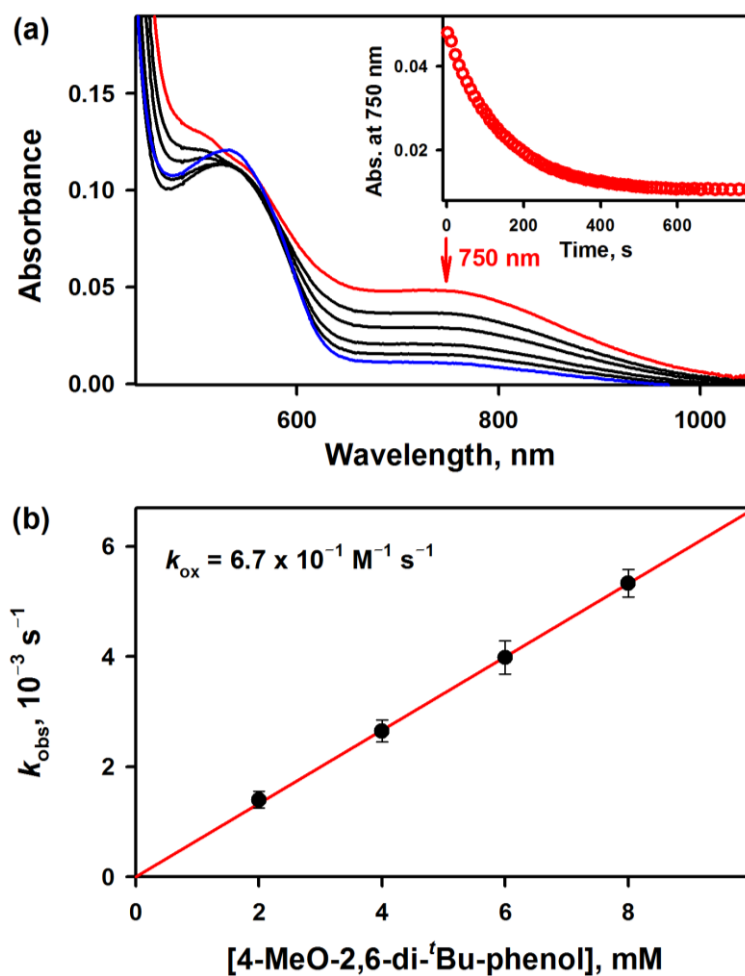 (a)
Absorbance
0.15
0.10
0.05
0.00
Abs. at 750 nm
0.04
0.02
0 200 400 600
Time, s
750 nm
600 800 1000
Wavelength, nm
(b)
k_ox = 6.7 x 10⁻¹ M⁻¹ s⁻¹
k_obs, 10⁻³ s⁻¹
6
4
2
0
0 2 4 6 8
[4-MeO-2,6-di-ᵗBu-phenol], mM